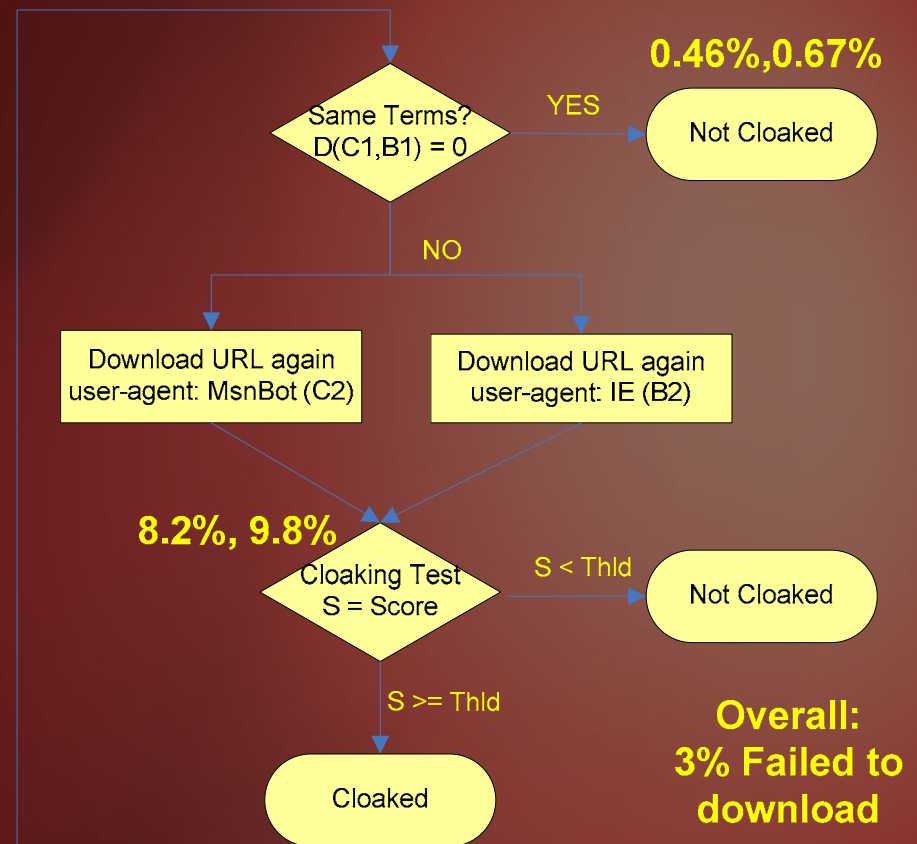 0.46%,0.67%
Same Terms?
D(C1,B1) = 0
YES
Not Cloaked
NO
Download URL again
user-agent: MsnBot (C2)
Download URL again
user-agent: IE (B2)
8.2%, 9.8%
Cloaking Test
S = Score
S < Thld
Not Cloaked
S >= Thld
Cloaked
Overall:
3% Failed to
download